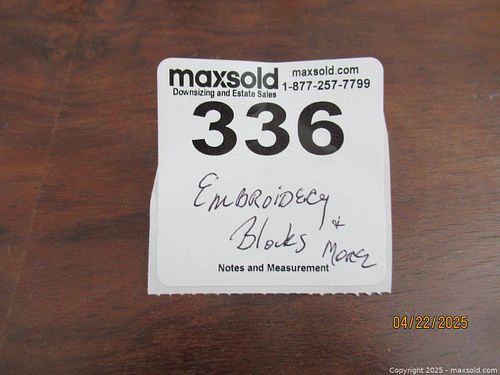 maxsold maxsold.com
Downsizing and Estate Sales 1-877-257-7799
336
Embroidery
Blocks & More
Notes and Measurement
04/22/2025
Copyright 2025 - maxsold.com